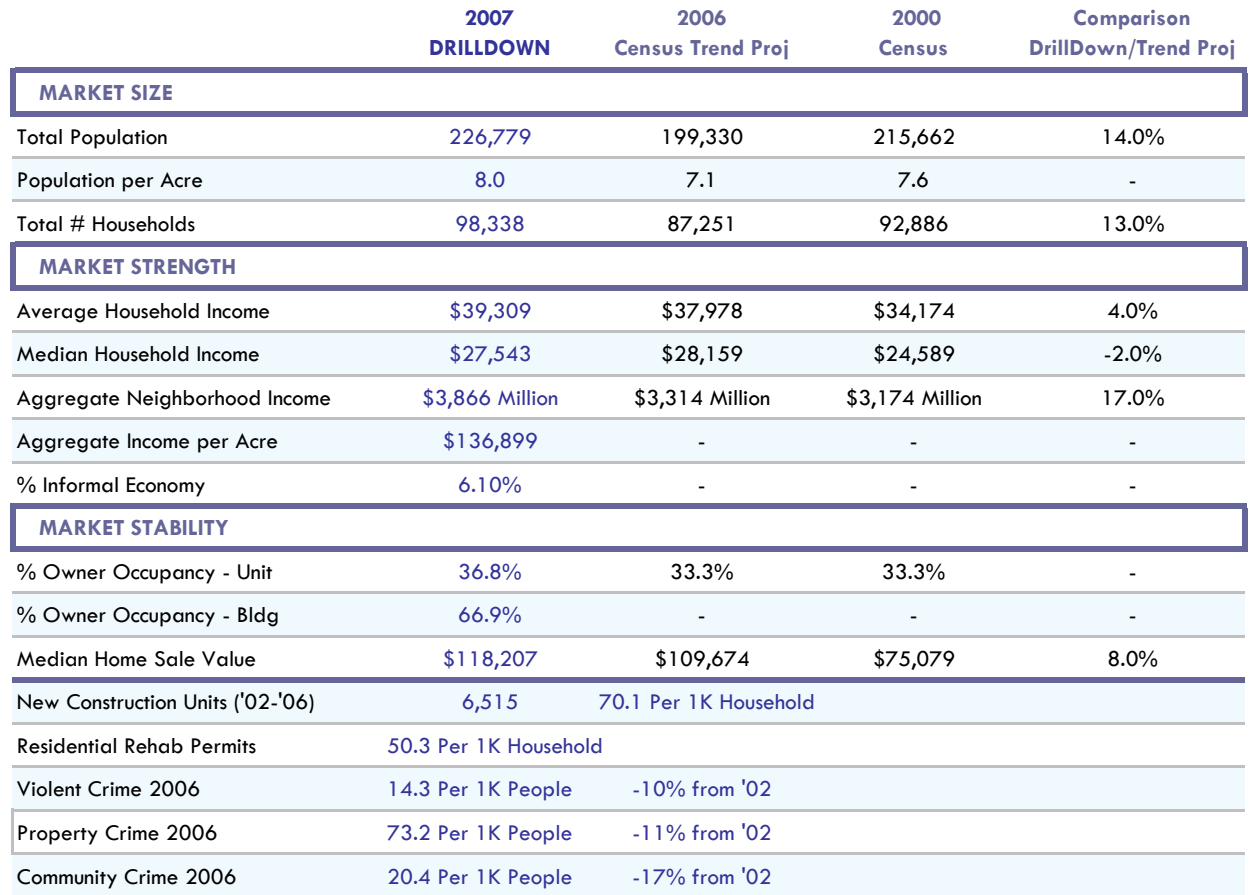 2007 2006 2000 Comparison
DRILLDOWN Census Trend Proj Census DrillDown/Trend Proj
MARKET SIZE
Total Population 226,779 199,330 215,662 14.0%
Population per Acre 8.0 7.1 7.6 -
Total # Households 98,338 87,251 92,886 13.0%
MARKET STRENGTH
Average Household Income $39,309 $37,978 $34,174 4.0%
Median Household Income $27,543 $28,159 $24,589 -2.0%
Aggregate Neighborhood Income $3,866 Million $3,314 Million $3,174 Million 17.0%
Aggregate Income per Acre $136,899 - - -
% Informal Economy 6.10% - - -
MARKET STABILITY
% Owner Occupancy - Unit 36.8% 33.3% 33.3% -
% Owner Occupancy - Bldg 66.9% - - -
Median Home Sale Value $118,207 $109,674 $75,079 8.0%
New Construction Units ('02-'06) 6,515 70.1 Per 1K Household
Residential Rehab Permits 50.3 Per 1K Household
Violent Crime 2006 14.3 Per 1K People -10% from '02
Property Crime 2006 73.2 Per 1K People -11% from '02
Community Crime 2006 20.4 Per 1K People -17% from '02